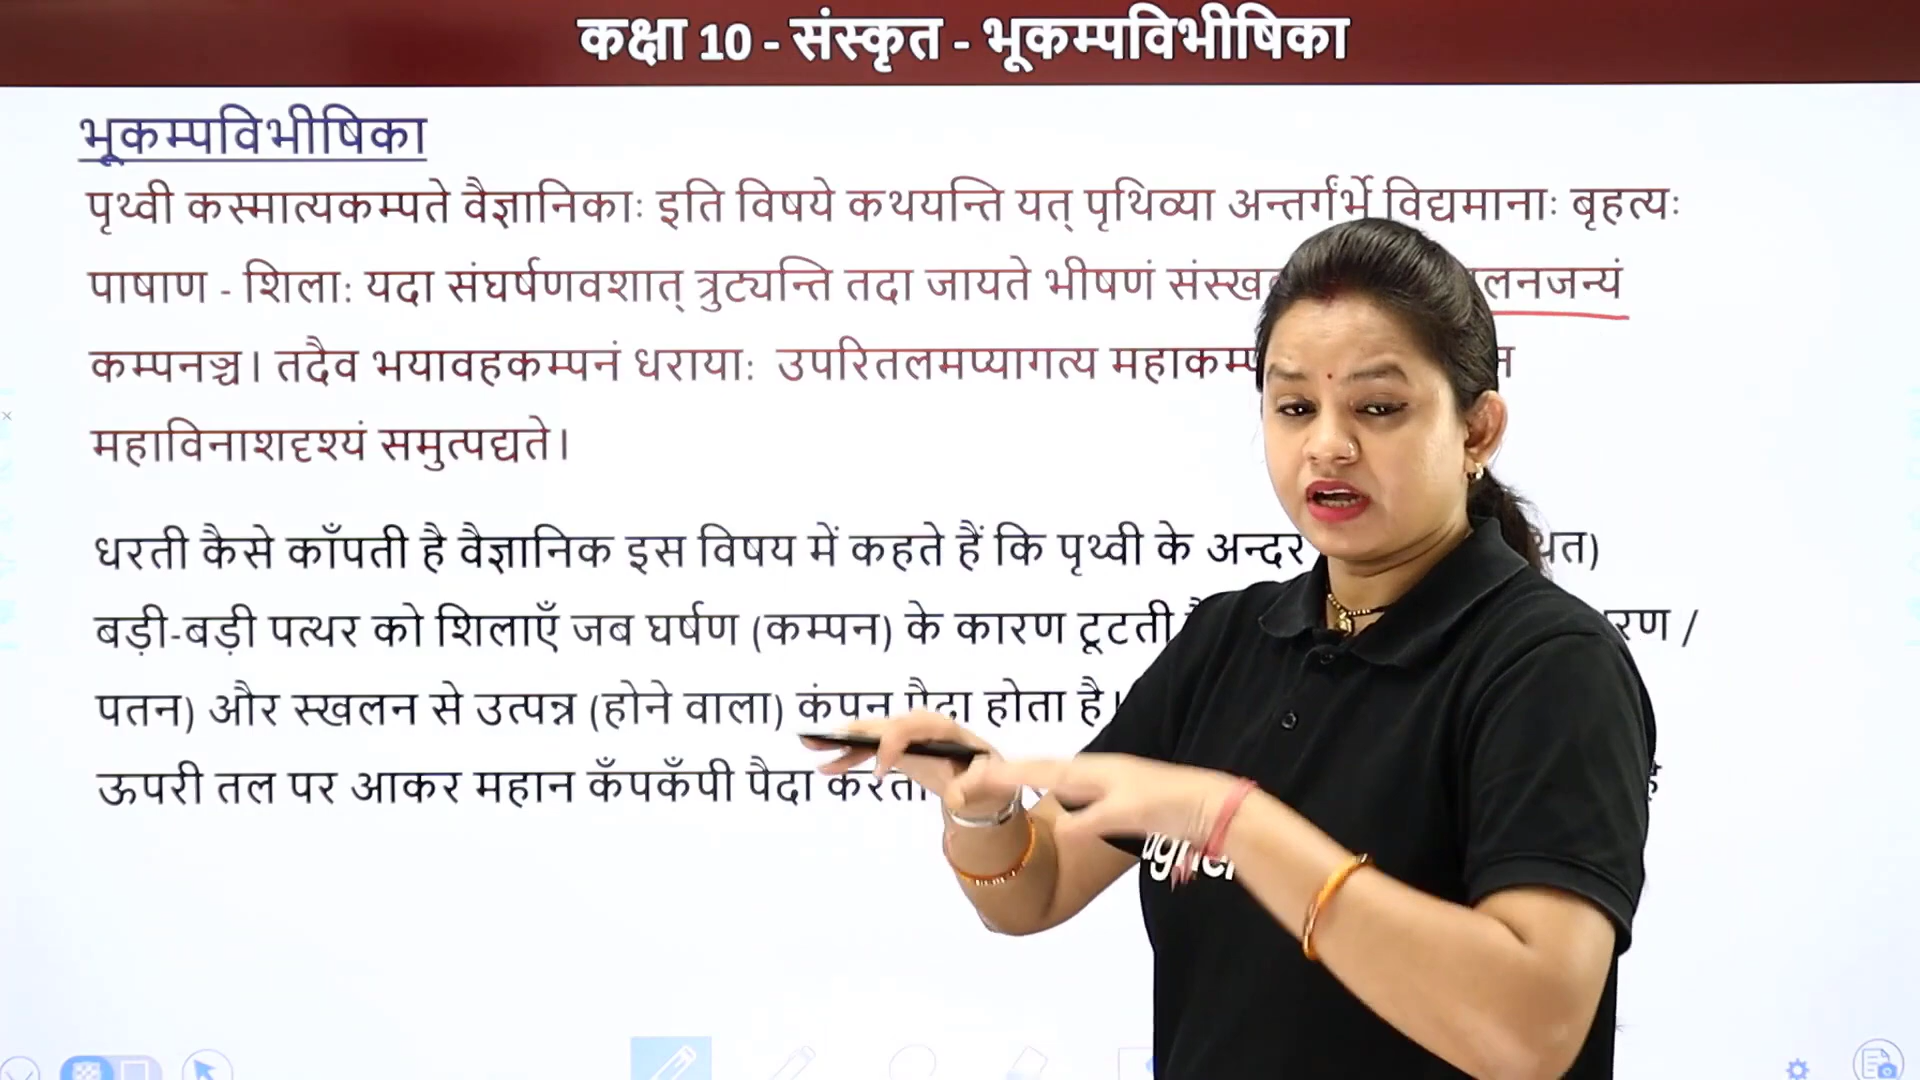 कक्षा 10 - संस्कृत - भूकम्पविभीषिका
भूकम्पविभीषिका
पृथ्वी कस्मात्यकम्पते वैज्ञानिकाः इति विषये कथयन्ति यत् पृथिव्या अन्तर्गर्भे विद्यमानाः बृहत्यः
पाषाण - शिलाः यदा संघर्षणवशात् त्रुट्यन्ति तदा जायते भीषणं लनजन्यं
कम्पनञ्च। तदैव भयावहकम्पनं धरायाः उपरितलमप्यागत्य
महाविनाशदृश्यं समुत्पद्यते।
धरती कैसे काँपती है वैज्ञानिक इस विषय में कहते हैं कि पृथ्वी के अन्दर
बड़ी-बड़ी पत्थर को शिलाएँ जब घर्षण (कम्पन) के कारण टूटती रण /
पतन) और स्खलन से उत्पन्न (होने वाला) कंपन पैदा होता है।
ऊपरी तल पर आकर महान कँपकँपी पैदा करता